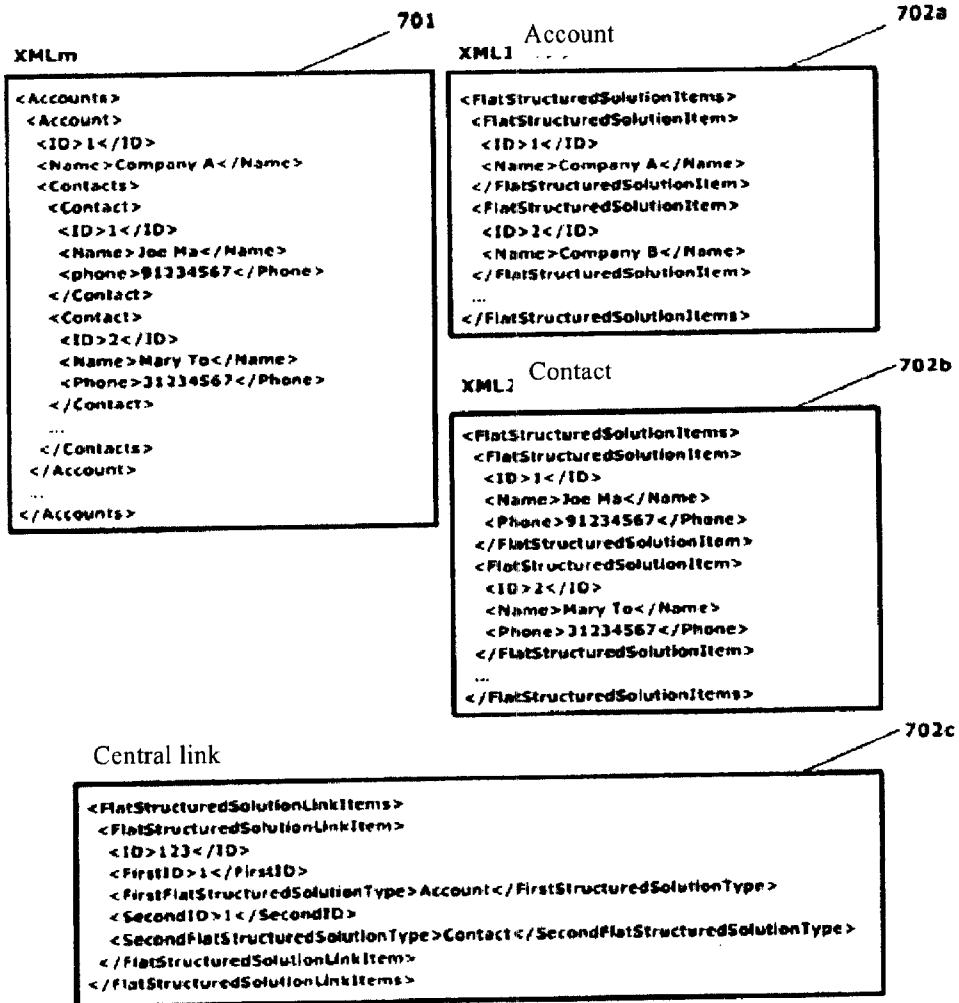 701
XMLm
<Accounts>
<Account>
<ID>1</ID>
<Name>Company A</Name>
<Contacts>
<Contact>
<ID>1</ID>
<Name>Joe Ma</Name>
<phone>91234567</Phone>
</Contact>
<Contact>
<ID>2</ID>
<Name>Mary To</Name>
<Phone>31234567</Phone>
</Contact>
...
</Contacts>
</Account>
...
</Accounts>
702a
XML1 Account
<FlatStructuredSolutionItems>
<FlatStructuredSolutionItem>
<ID>1</ID>
<Name>Company A</Name>
</FlatStructuredSolutionItem>
<FlatStructuredSolutionItem>
<ID>2</ID>
<Name>Company B</Name>
</FlatStructuredSolutionItem>
...
</FlatStructuredSolutionItems>
702b
XML2 Contact
<FlatStructuredSolutionItems>
<FlatStructuredSolutionItem>
<ID>1</ID>
<Name>Joe Ma</Name>
<Phone>91234567</Phone>
</FlatStructuredSolutionItem>
<FlatStructuredSolutionItem>
<ID>2</ID>
<Name>Mary To</Name>
<Phone>31234567</Phone>
</FlatStructuredSolutionItem>
...
</FlatStructuredSolutionItems>
702c
Central link
<FlatStructuredSolutionLinkItems>
<FlatStructuredSolutionLinkItem>
<ID>123</ID>
<FirstID>1</FirstID>
<FirstFlatStructuredSolutionType>Account</FirstStructuredSolutionType>
<SecondID>1</SecondID>
<SecondFlatStructuredSolutionType>Contact</SecondFlatStructuredSolutionType>
</FlatStructuredSolutionLinkItem>
</FlatStructuredSolutionLinkItems>